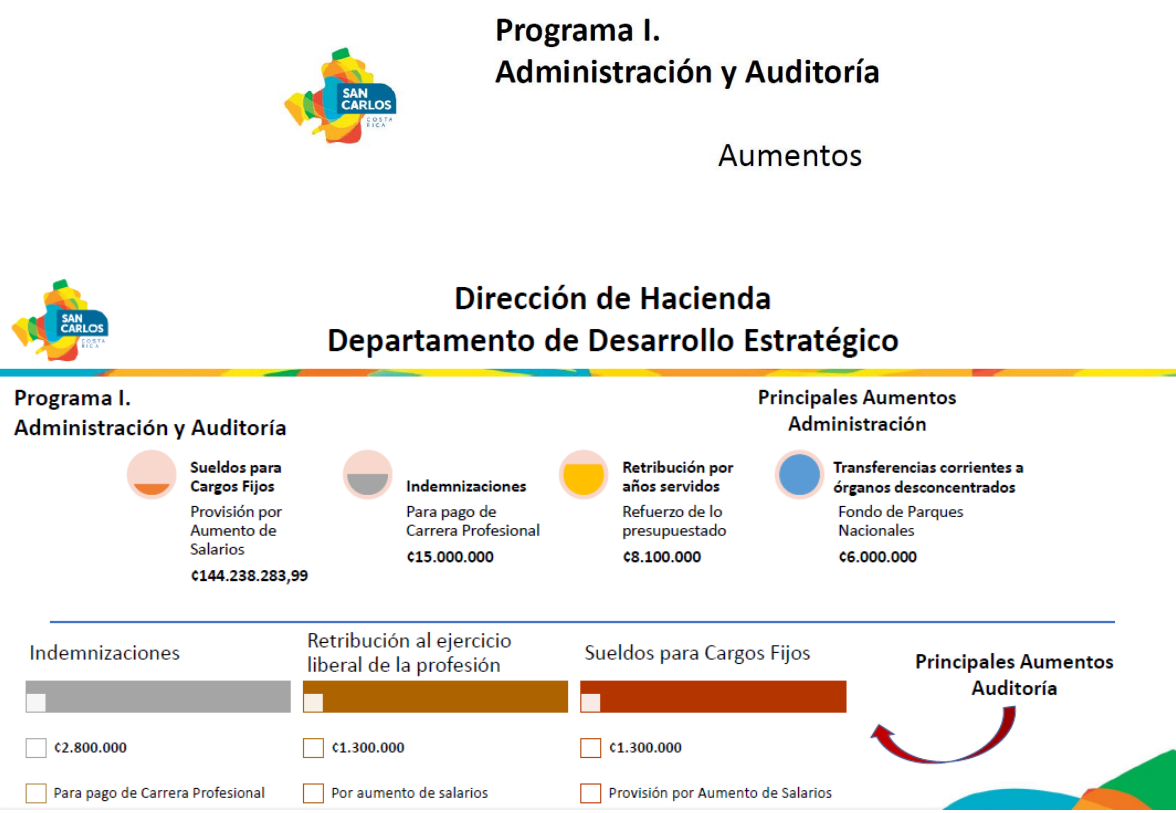 Programa I.
Administración y Auditoría
SAN
CARLOS
COSTA
RICA
Aumentos
SAN
CARLOS
COSTA
RICA
Dirección de Hacienda
Departamento de Desarrollo Estratégico
Programa I.
Administración y Auditoría
Principales Aumentos
Administración
Sueldos para
Cargos Fijos
Provisión por
Aumento de
Salarios
¢144.238.283,99
Indemnizaciones
Para pago de
Carrera Profesional
¢15.000.000
Retribución por
años servidos
Refuerzo de lo
presupuestado
¢8.100.000
Transferencias corrientes a
órganos desconcentrados
Fondo de Parques
Nacionales
¢6.000.000
Indemnizaciones
¢2.800.000
Para pago de Carrera Profesional
Retribución al ejercicio
liberal de la profesión
¢1.300.000
Por aumento de salarios
Sueldos para Cargos Fijos
¢1.300.000
Provisión por Aumento de Salarios
Principales Aumentos
Auditoría